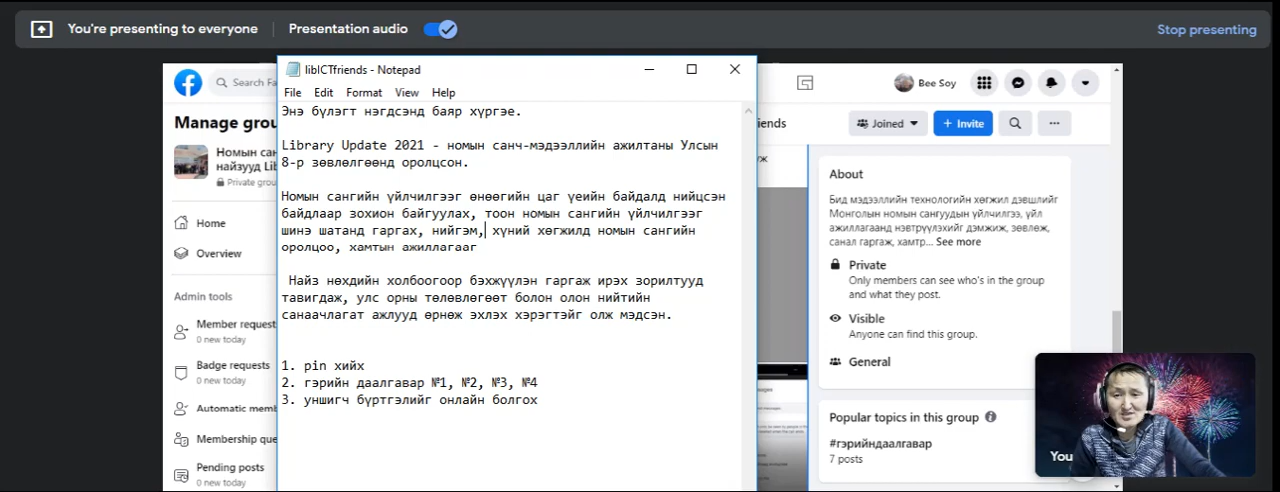 You're presenting to everyone
Presentation audio
Stop presenting
libICTfriends - Notepad
File Edit Format View Help
Энэ бүлэгт нэгдсэнд баяр хүргэе.
Library Update 2021 - номын санч-мэдээллийн ажилтаны Улсын
8-р зөвлөлгөөнд оролцсон.
Номын сангийн үйлчилгээг өнөөгийн цаг үеийн байдалд нийцсэн
байдлаар зохион байгуулах, тоон номын сангийн үйлчилгээг
шинэ шатанд гаргах, нийгэм, хүний хөгжилд номын сангийн
оролцоо, хамтын ажиллагааг
Найз нөхдийн холбоогоор бэхжүүлэн гаргаж ирэх зорилтууд
тавигдаж, улс орны төлөвлөгөөт болон олон нийтийн
санаачлагат ажлууд өрнөж эхлэх хэрэгтэйг олж мэдсэн.
1. pin хийх
2. гэрийн даалгавар №1, №2, №3, №4
3. уншигч бүртгэлийг онлайн болгох
Search Fa
Manage grou
Номын сан
найзууд Lib
Private grou
Home
Overview
Admin tools
Member request
0 new today
Badge requests
0 new today
Automatic memb
Membership que
Pending posts
0 new today
Bee Soy
iends
Joined
+ Invite
уж
About
Бид мэдээллийн технологийн хөгжил дэвшлийг
Монголын номын сангуудын үйлчилгээ, үйл
ажиллагаанд нэвтрүүлэхийг дэмжиж, зөвлөж,
санал гаргаж, хамтр... See more
Private
Only members can see who's in the group
and what they post.
Visible
Anyone can find this group.
General
Popular topics in this group
#гэрийндаалгавар
7 posts
You